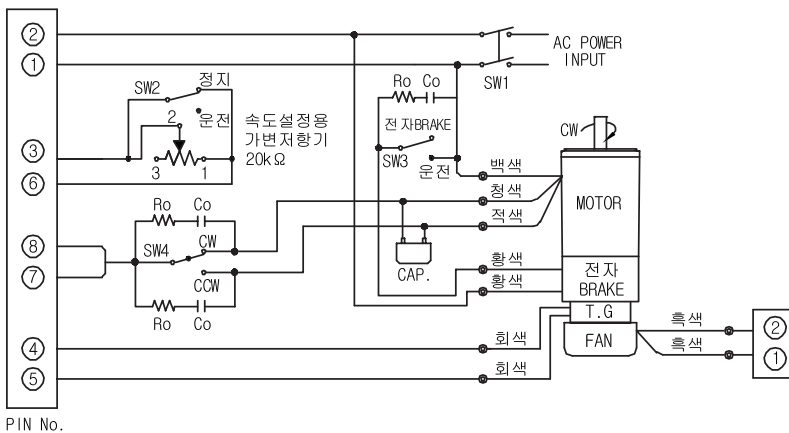 ②
①
AC POWER
INPUT
SW1
Ro Co
SW2
정지
운전
2
3
1
속도설정용
가변저항기
20kΩ
전자BRAKE
SW3
운전
CW
③
⑥
백색
청색
적색
MOTOR
Ro Co
⑧
SW4
CW
⑦
CCW
CAP.
황색
황색
전자
BRAKE
Ro Co
T.G
FAN
흑색
②
흑색
①
④
회색
⑤
회색
PIN No.